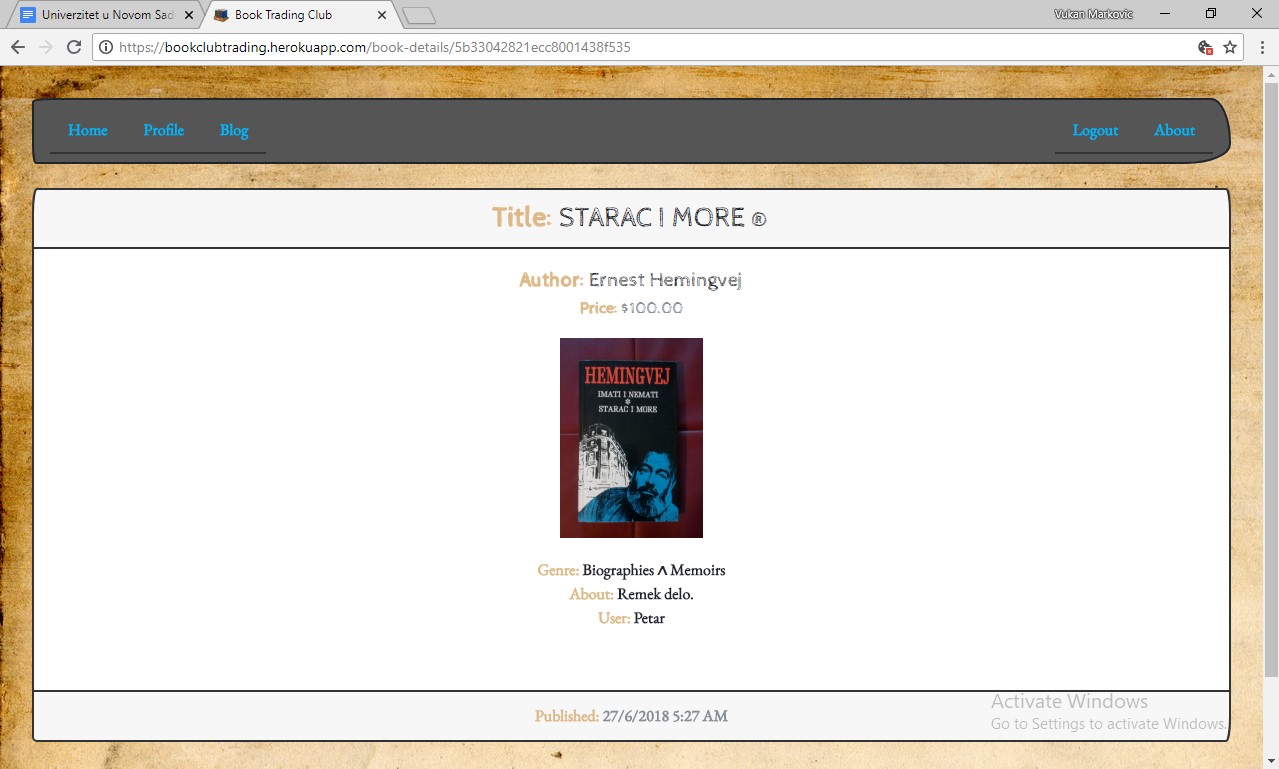 Univerzitet u Novom Sad
Book Trading Club
Vukan Markovic
https://bookclubtrading.herokuapp.com/book-details/5b33042821ecc8001438f535
Home Profile Blog Logout About
Title: STARAC I MORE ®
Author: Ernest Hemingvej
Price: $100.00
HEMINGVEJ
IMATI I NEMATI
*
STARAC I MORE
Genre: Biographies ∧ Memoirs
About: Remek delo.
User: Petar
Activate Windows
Published: 27/6/2018 5:27 AM
Go to Settings to activate Windows.